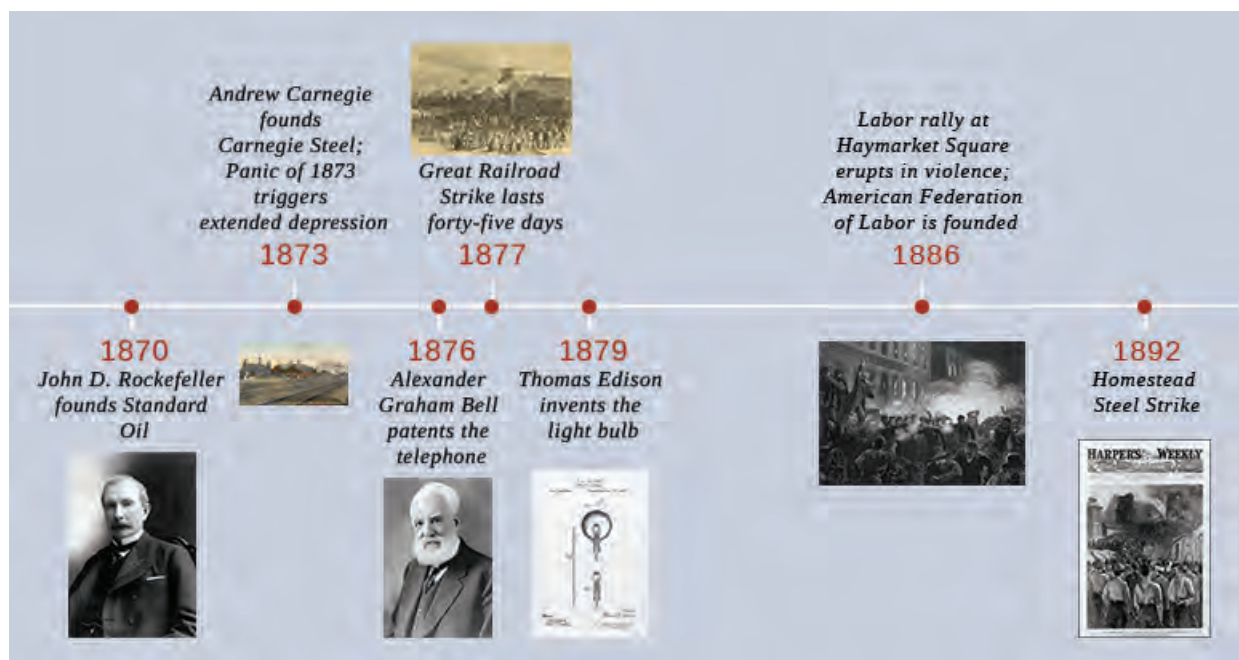 Andrew Carnegie
founds
Carnegie Steel;
Panic of 1873
triggers
extended depression
1873
Great Railroad
Strike lasts
forty-five days
1877
Labor rally at
Haymarket Square
erupts in violence;
American Federation
of Labor is founded
1886
1870
John D. Rockefeller
founds Standard
Oil
1876
Alexander
Graham Bell
patents the
telephone
1879
Thomas Edison
invents the
light bulb
1892
Homestead
Steel Strike
HARPER'S WEEKLY